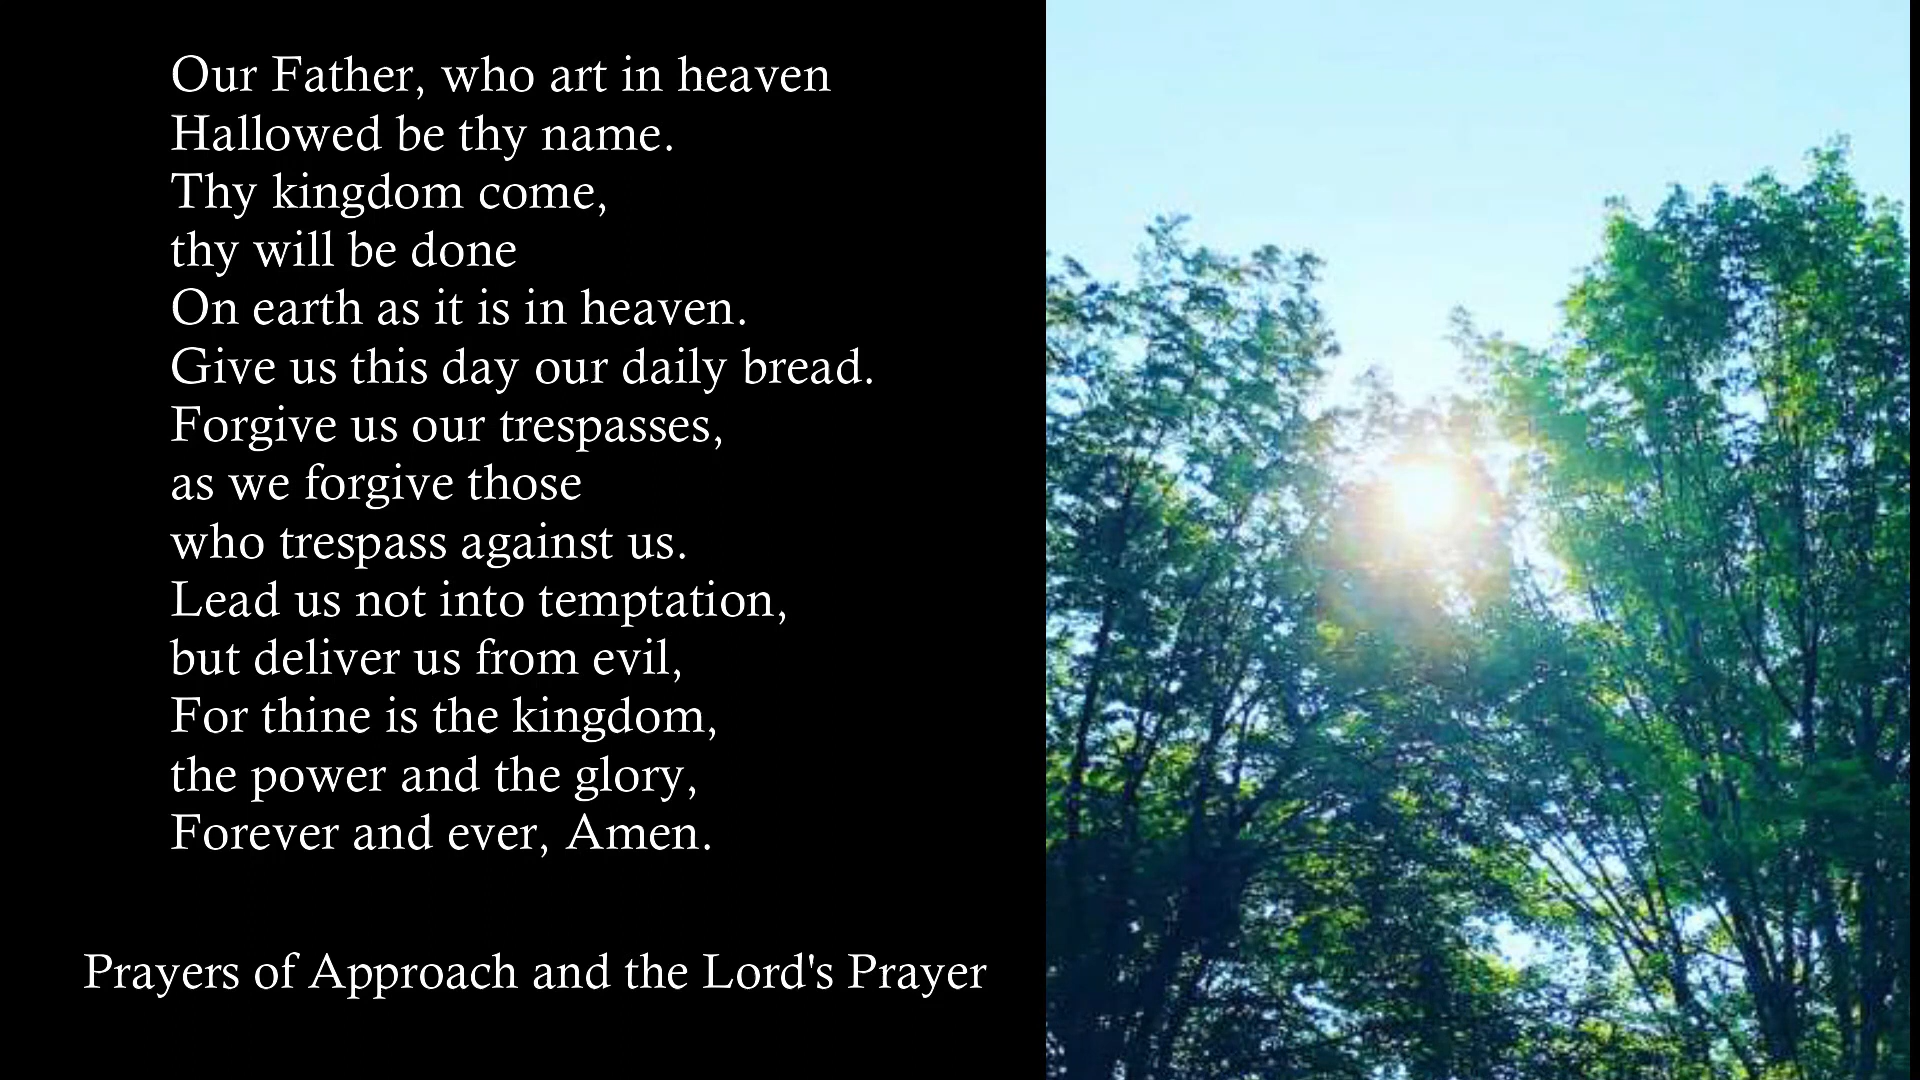 Our Father, who art in heaven
Hallowed be thy name.
Thy kingdom come,
thy will be done
On earth as it is in heaven.
Give us this day our daily bread.
Forgive us our trespasses,
as we forgive those
who trespass against us.
Lead us not into temptation,
but deliver us from evil,
For thine is the kingdom,
the power and the glory,
Forever and ever, Amen.
Prayers of Approach and the Lord's Prayer